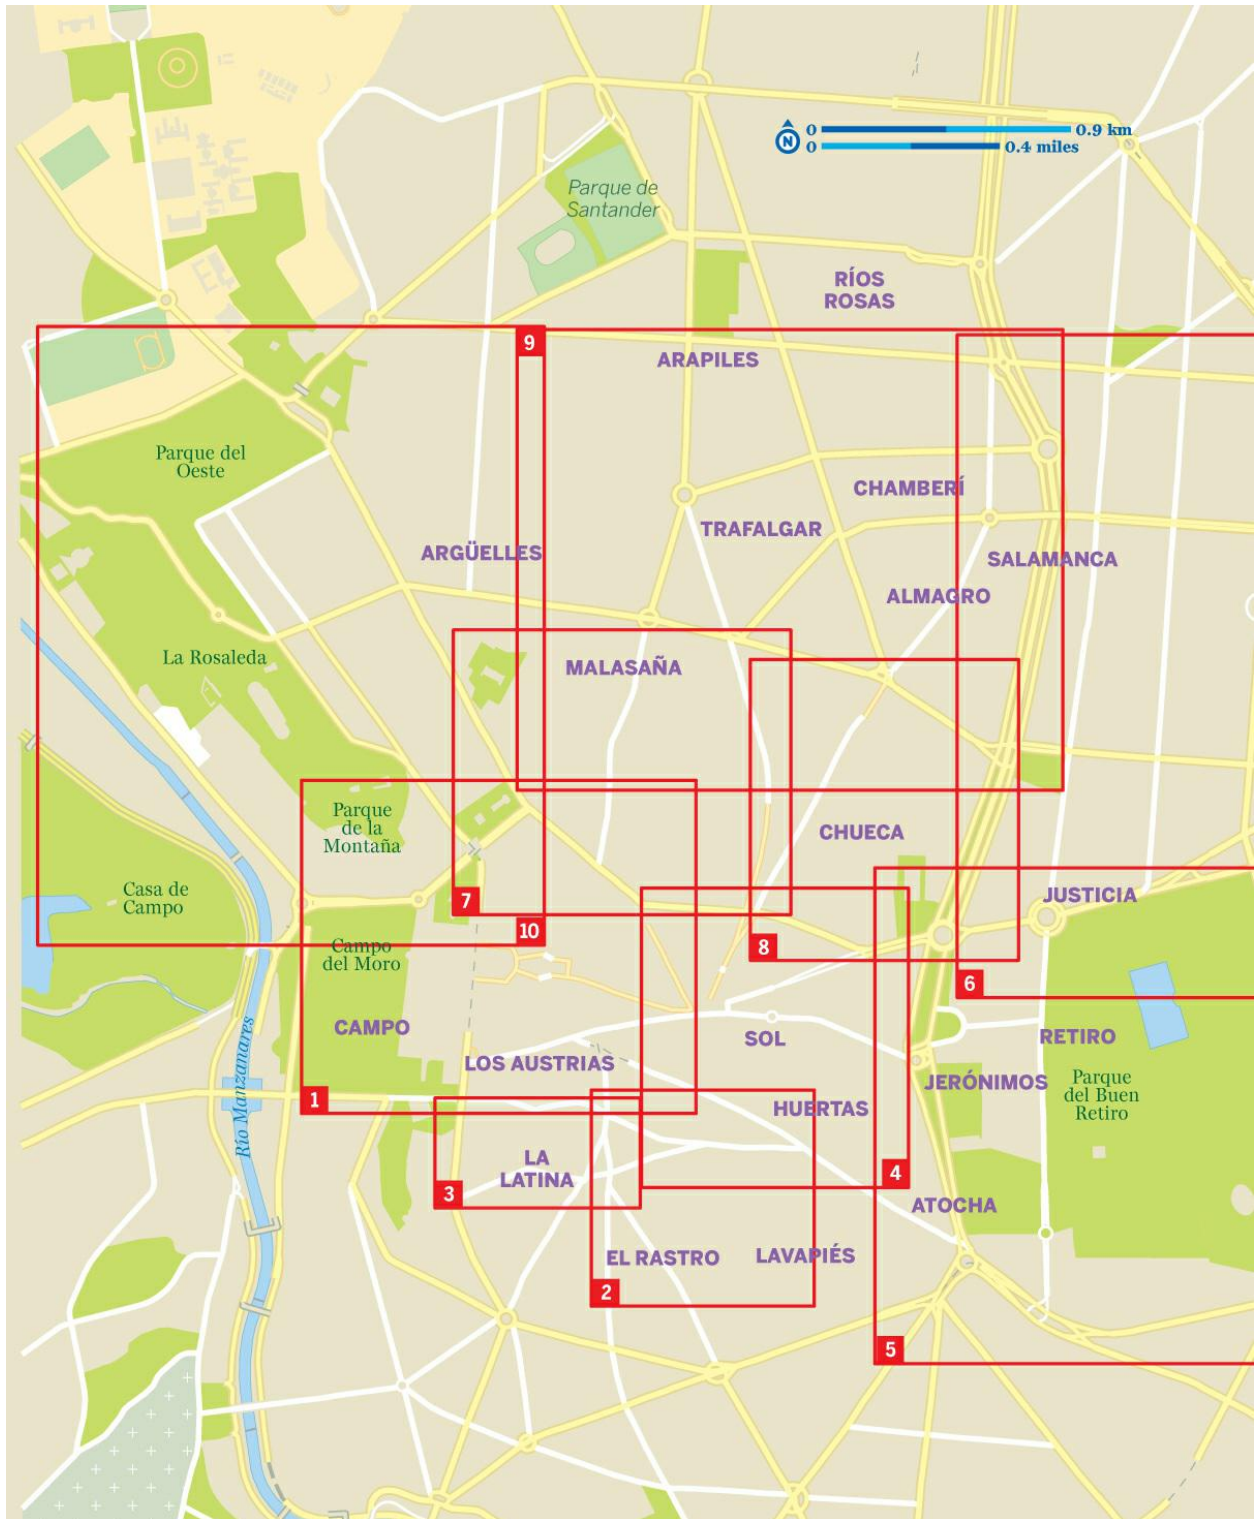 0 0.9 km
N
0 0.4 miles
Parque de
Santander
RÍOS
ROSAS
9
ARAPILES
Parque del
Oeste
CHAMBERÍ
TRAFALGAR
ARGÜELLES
SALAMANCA
ALMAGRO
La Rosaleda
MALASAÑA
Parque
de la
Montaña
CHUECA
Casa de
Campo
7
JUSTICIA
10
8
Campo
del Moro
6
CAMPO
SOL
RETIRO
LOS AUSTRIAS
JERÓNIMOS
Parque
del Buen
Retiro
Río Manzanares
1
HUERTAS
LA
LATINA
4
3
ATOCHA
EL RASTRO
LAVAPIÉS
2
5